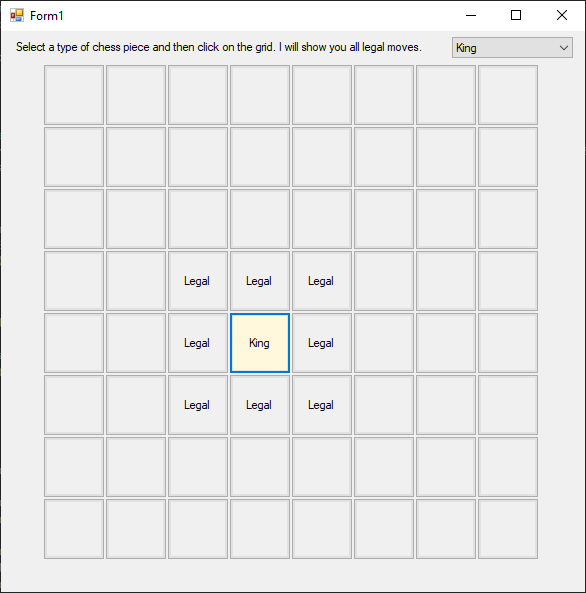 Form1
Select a type of chess piece and then click on the grid. I will show you all legal moves.
King
Legal Legal Legal
Legal King Legal
Legal Legal Legal